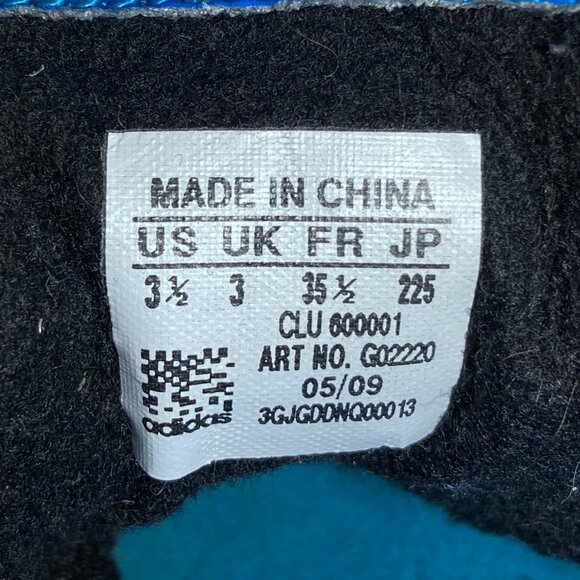 MADE IN CHINA
US UK FR JP
3½ 3 35½ 225
CLU 600001
ART NO. G02220
05/09
3GJGDDNQ00013
adidas